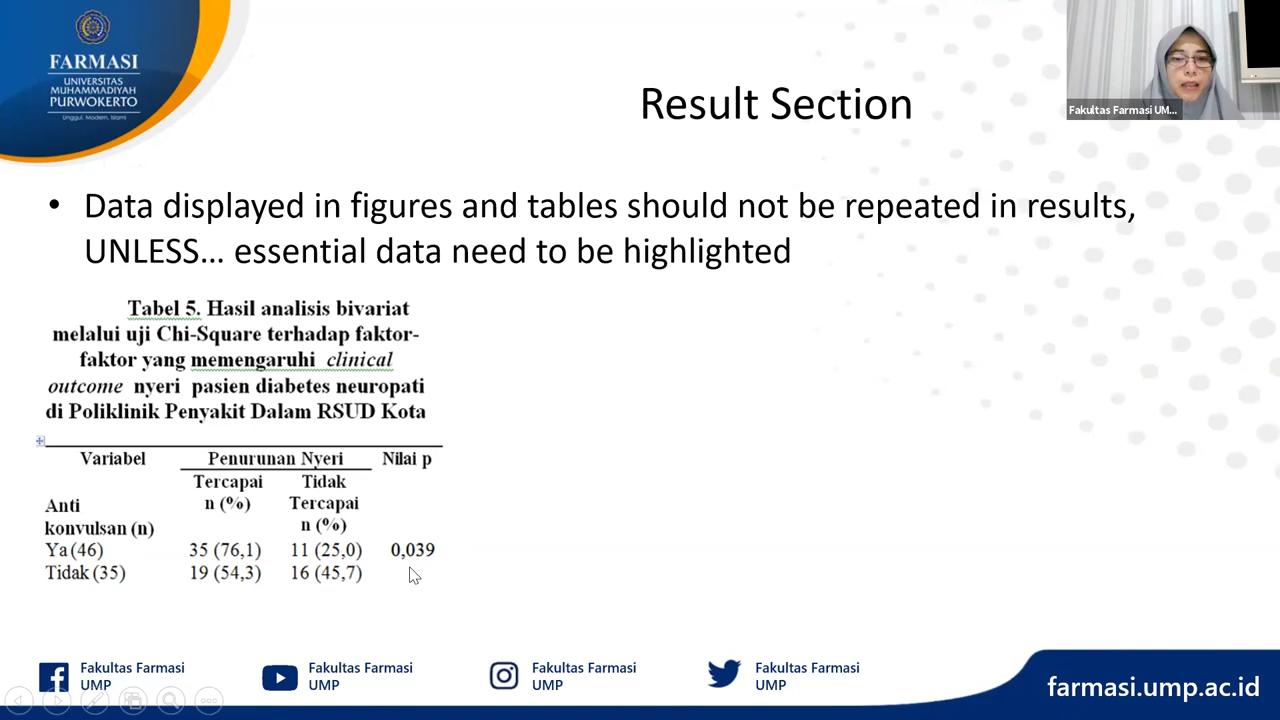 FARMASI
UNIVERSITAS
MUHAMMADIYAH
PURWOKERTO
Unggul, Modern, Islami
Fakultas Farmasi UM...
Result Section
• Data displayed in figures and tables should not be repeated in results,
UNLESS… essential data need to be highlighted
Tabel 5. Hasil analisis bivariat
melalui uji Chi-Square terhadap faktor-
faktor yang memengaruhi clinical
outcome nyeri pasien diabetes neuropati
di Poliklinik Penyakit Dalam RSUD Kota
Variabel Penurunan Nyeri Nilai p
Tercapai Tidak
n (%) Tercapai
Anti n (%)
konvulsan (n)
Ya (46) 35 (76,1) 11 (25,0) 0,039
Tidak (35) 19 (54,3) 16 (45,7)
Fakultas Farmasi
UMP
Fakultas Farmasi
UMP
Fakultas Farmasi
UMP
Fakultas Farmasi
UMP
farmasi.ump.ac.id